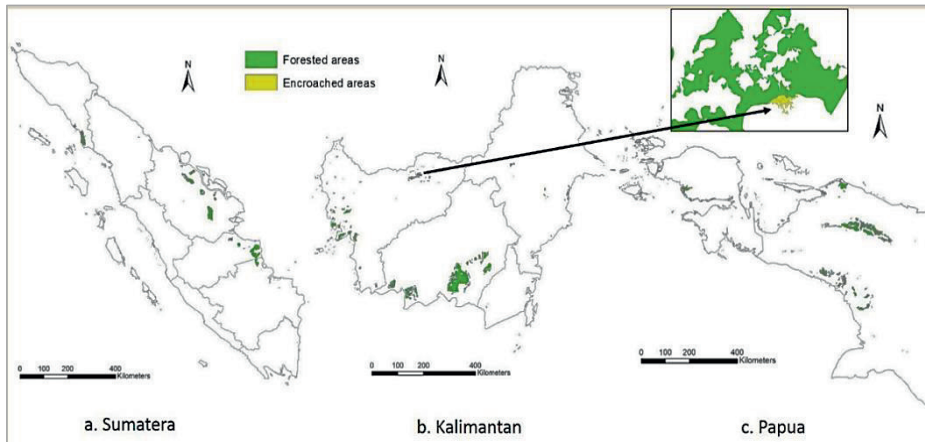 Forested areas
Encroached areas
N
N
N
0 100 200 400
Kilometers
0 100 200 400
Kilometers
0 100 200 400
Kilometers
a. Sumatera
b. Kalimantan
c. Papua